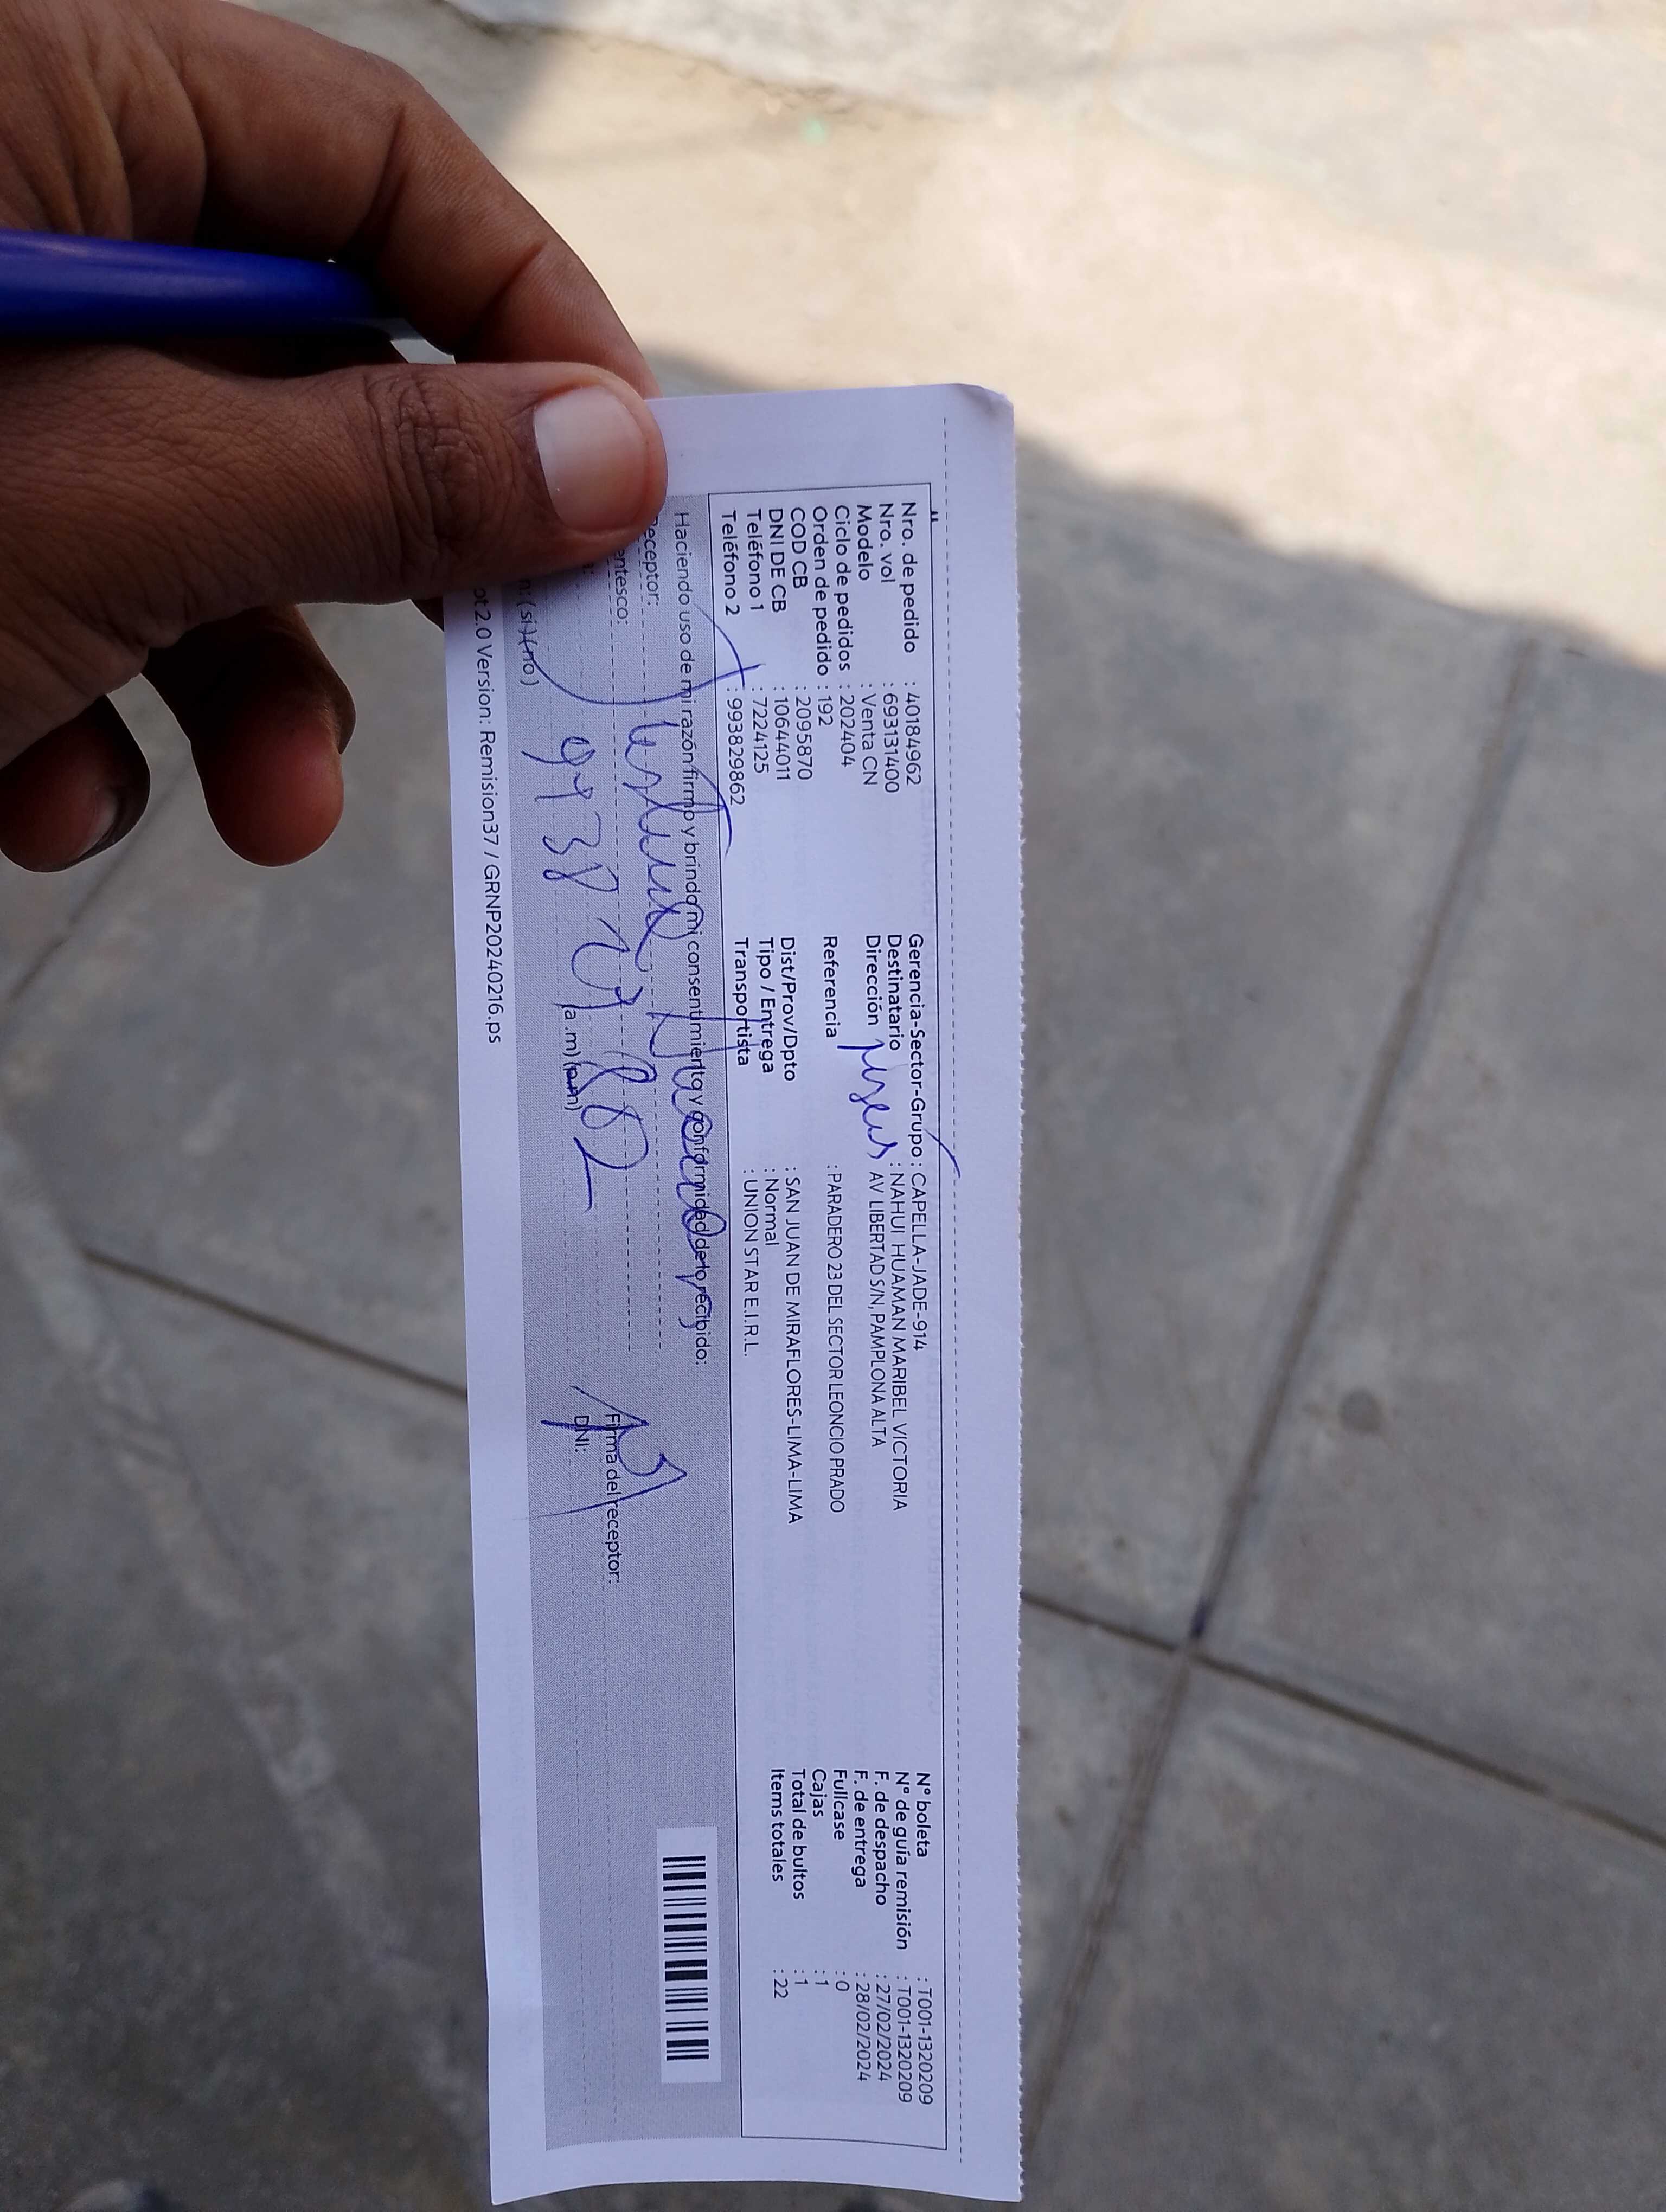 Nro. de pedido : 40184962
Nro. vol : 693131400
Modelo : Venta CN
Ciclo de pedidos : 202404
Orden de pedido : 192
COD CB : 2095870
DNI DE CB : 10644011
Teléfono 1 : 7224125
Teléfono 2 : 993829862
Gerencia-Sector-Grupo : CAPELLA-JADE-914
Destinatario : NAHUI HUAMAN MARIBEL VICTORIA
Dirección AV LIBERTAD S/N, PAMPLONA ALTA
Referencia : PARADERO 23 DEL SECTOR LEONCIO PRADO
Dist/Prov/Dpto : SAN JUAN DE MIRAFLORES-LIMA-LIMA
Tipo / Entrega : Normal
Transportista : UNION STAR E.I.R.L.
N° boleta : T001-1320209
N° de guía remisión : T001-1320209
F. de despacho : 27/02/2024
F. de entrega : 28/02/2024
Fullcase : 0
Cajas : 1
Total de bultos : 1
Items totales : 22
Haciendo uso de mi razón firmo y brindo mi consentimiento y conformidad de lo recibido:
eceptor:
entesco:
(a.m) (p.m)
n: (si) (no)
Firma del receptor:
DNI:
ot 2.0 Version: Remision37 / GRNP20240216.ps